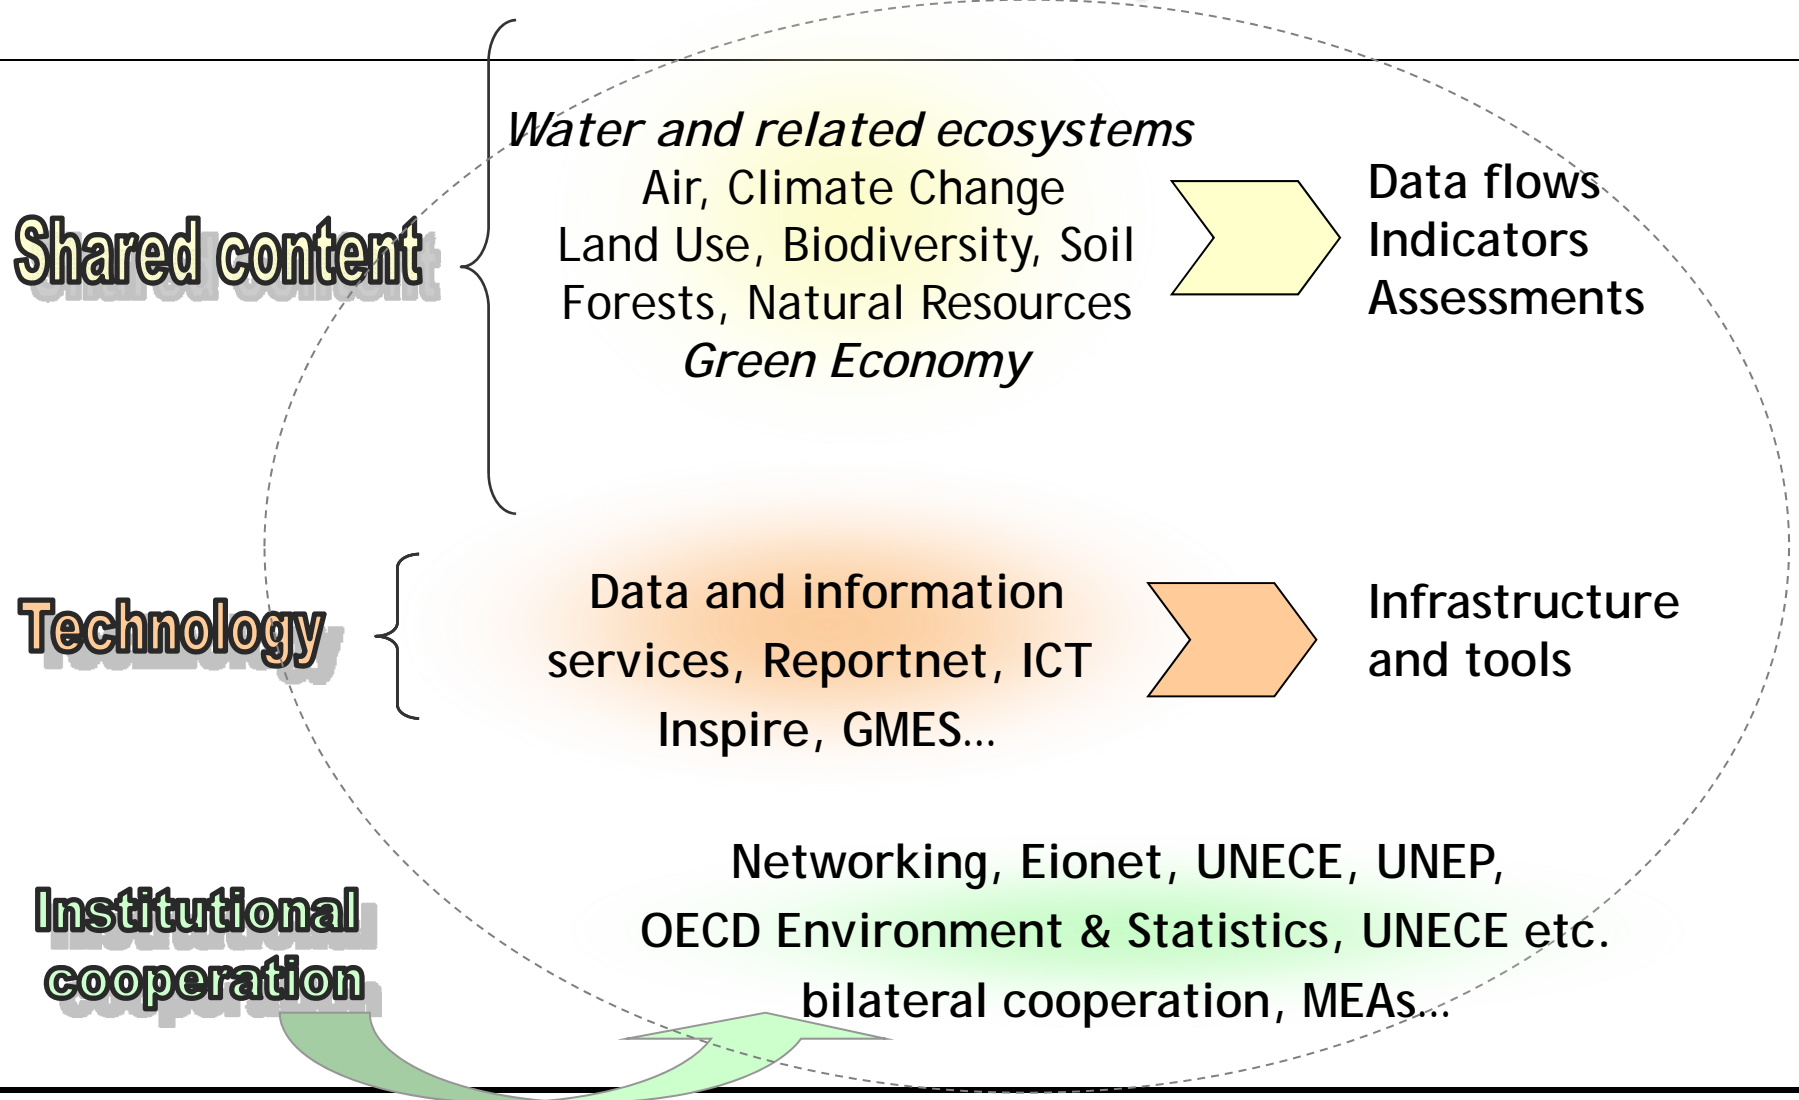 Shared content
Water and related ecosystems
Air, Climate Change
Land Use, Biodiversity, Soil
Forests, Natural Resources
Green Economy
Data flows
Indicators
Assessments
Technology
Data and information
services, Reportnet, ICT
Inspire, GMES...
Infrastructure
and tools
Institutional
cooperation
Networking, Eionet, UNECE, UNEP,
OECD Environment & Statistics, UNECE etc.
bilateral cooperation, MEAs...